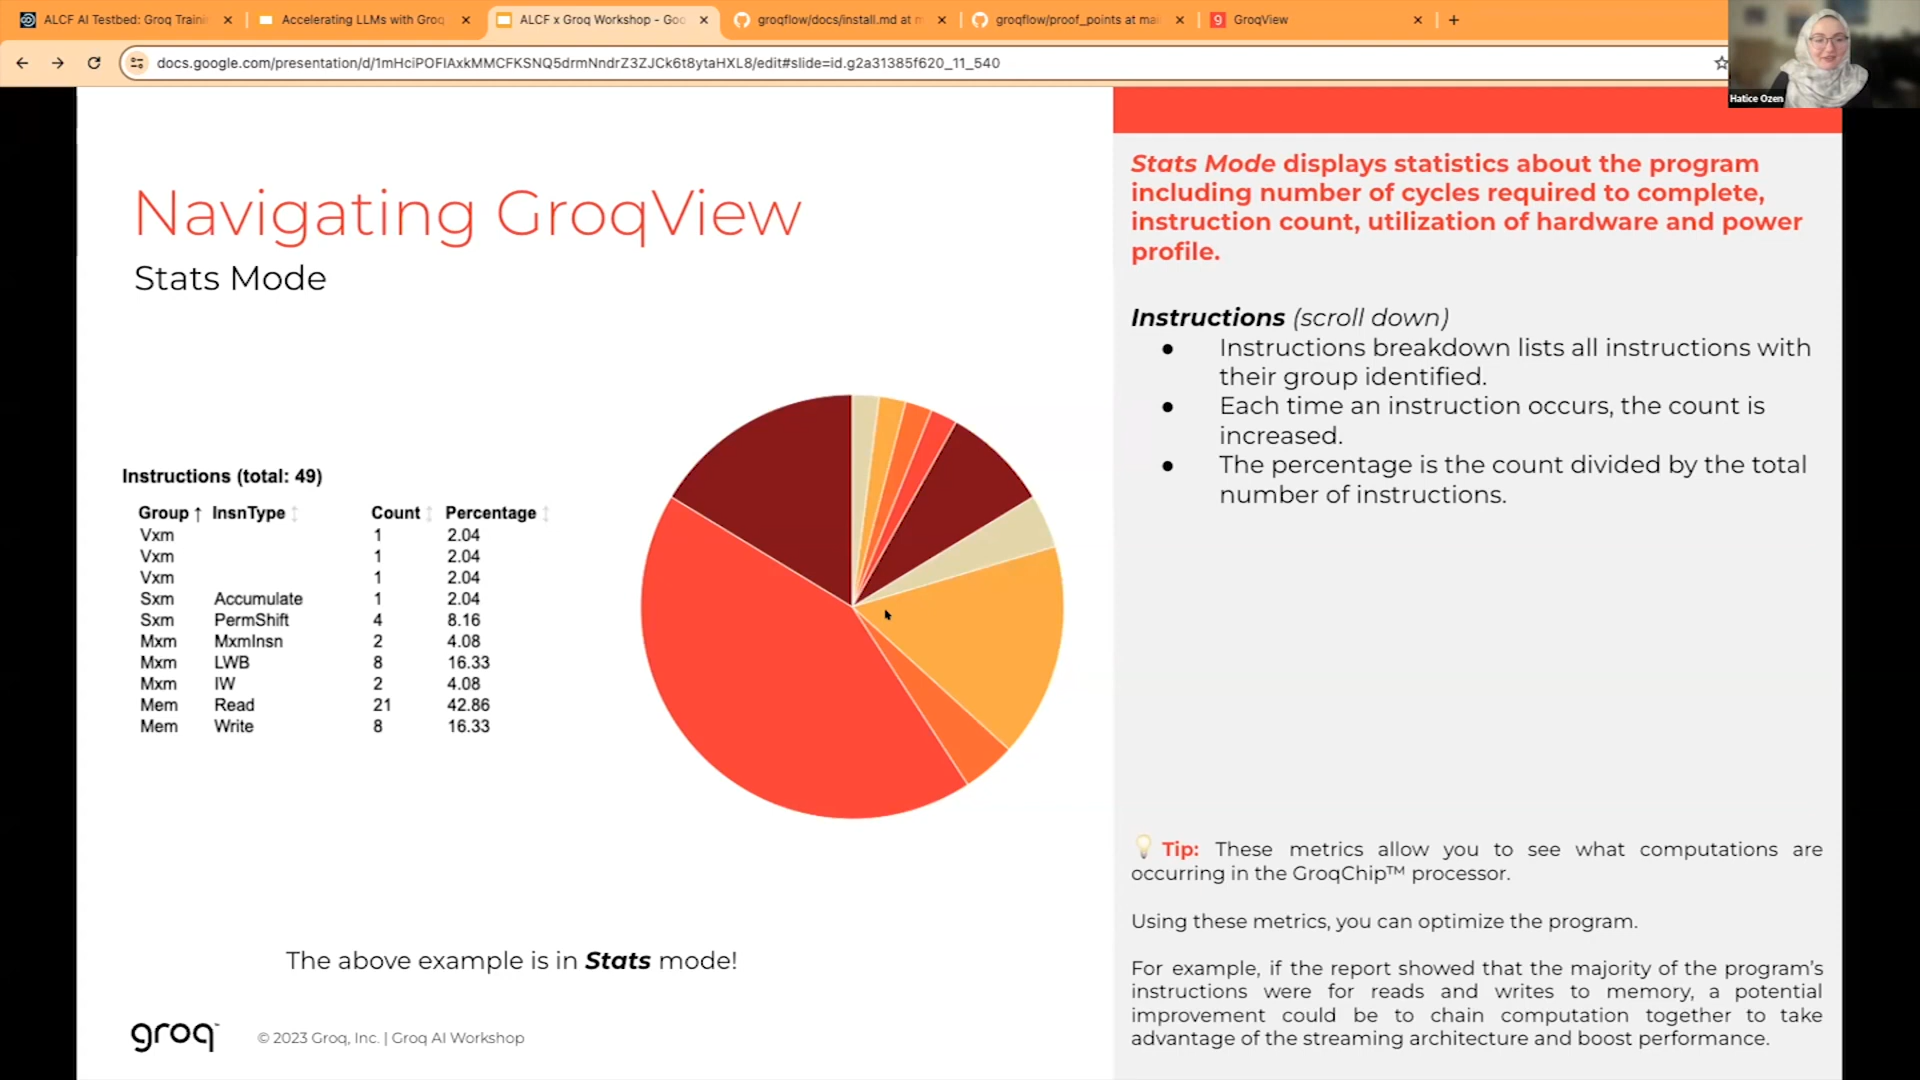 ALCF AI Testbed: Groq Traini
Accelerating LLMs with Groq
ALCF x Groq Workshop - Goo
groqflow/docs/install.md at m
groqflow/proof_points at mai
GroqView
docs.google.com/presentation/d/1mHciPOFIAxkMMCFKSNQ5drmNndrZ3ZJCk6t8ytaHXL8/edit#slide=id.g2a31385f620_11_540
Hatice Ozen
Navigating GroqView
Stats Mode
Instructions (total: 49)
Group ↑ InsnType Count Percentage
Vxm 1 2.04
Vxm 1 2.04
Vxm 1 2.04
Sxm Accumulate 1 2.04
Sxm PermShift 4 8.16
Mxm MxmInsn 2 4.08
Mxm LWB 8 16.33
Mxm IW 2 4.08
Mem Read 21 42.86
Mem Write 8 16.33
The above example is in Stats mode!
groq™
© 2023 Groq, Inc. | Groq AI Workshop
Stats Mode displays statistics about the program
including number of cycles required to complete,
instruction count, utilization of hardware and power
profile.
Instructions (scroll down)
● Instructions breakdown lists all instructions with
their group identified.
● Each time an instruction occurs, the count is
increased.
● The percentage is the count divided by the total
number of instructions.
💡 Tip: These metrics allow you to see what computations are
occurring in the GroqChip™ processor.
Using these metrics, you can optimize the program.
For example, if the report showed that the majority of the program's
instructions were for reads and writes to memory, a potential
improvement could be to chain computation together to take
advantage of the streaming architecture and boost performance.